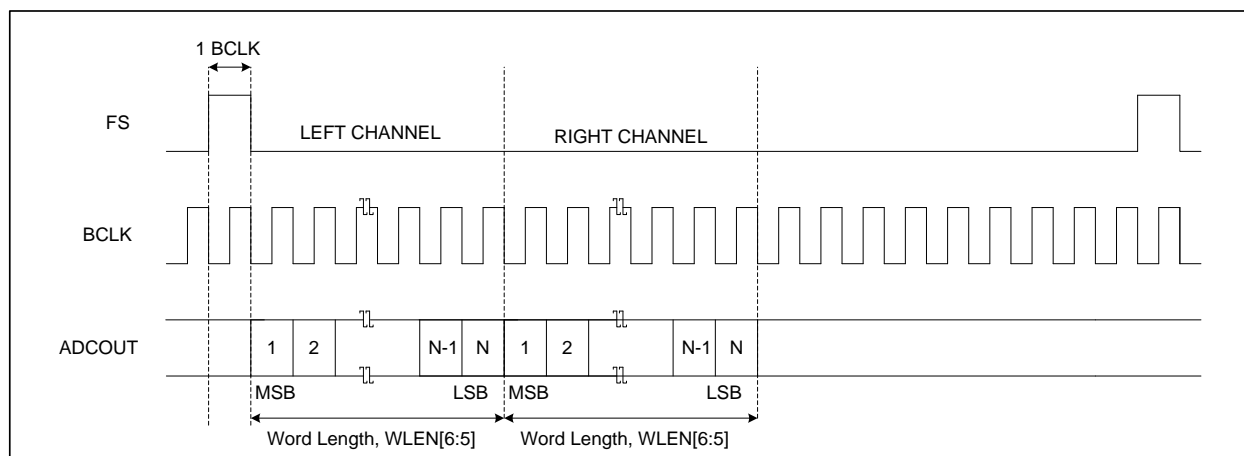 1 BCLK
FS
LEFT CHANNEL
RIGHT CHANNEL
BCLK
ADCOUT
1 2 N-1 N 1 2 N-1 N
MSB LSB MSB LSB
Word Length, WLEN[6:5] Word Length, WLEN[6:5]